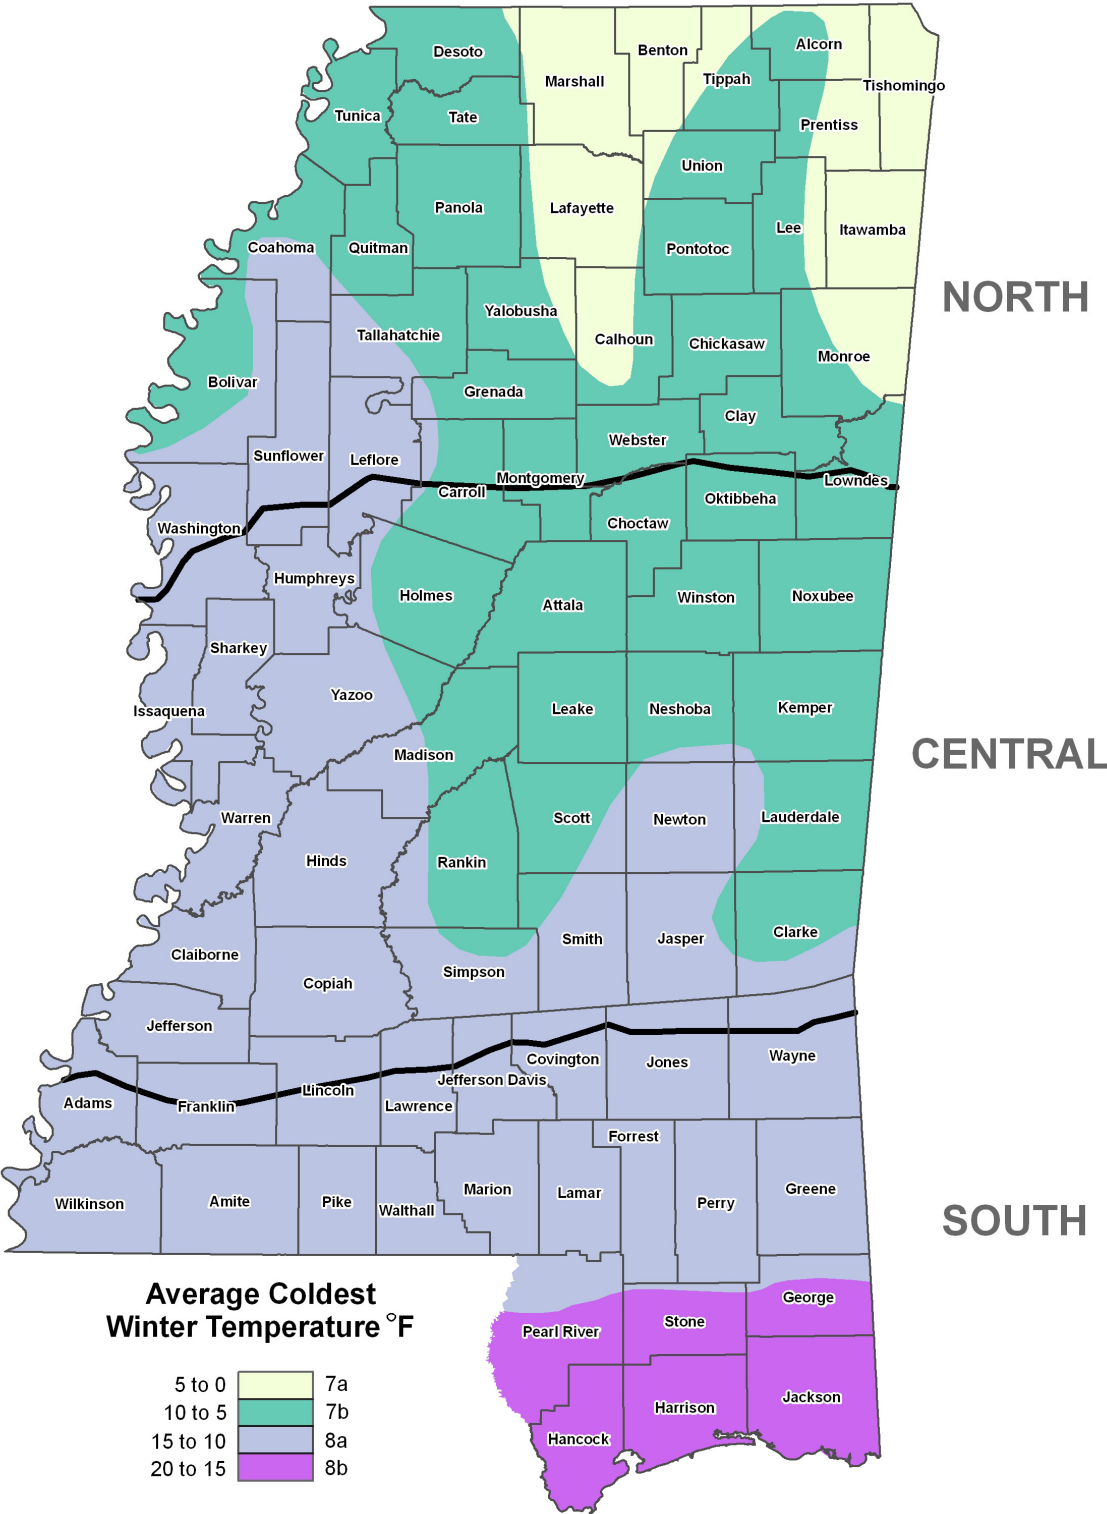 Desoto
Marshall
Benton
Tippah
Alcorn
Tishomingo
Tunica
Tate
Prentiss
Union
Panola
Lafayette
Lee
Itawamba
Coahoma
Quitman
Pontotoc
NORTH
Yalobusha
Tallahatchie
Calhoun
Chickasaw
Monroe
Bolivar
Grenada
Clay
Webster
Sunflower
Leflore
Montgomery
Lowndes
Carroll
Oktibbeha
Washington
Choctaw
Humphreys
Holmes
Attala
Winston
Noxubee
Sharkey
Yazoo
Issaquena
Leake
Neshoba
Kemper
CENTRAL
Madison
Warren
Scott
Newton
Lauderdale
Hinds
Rankin
Smith
Jasper
Clarke
Claiborne
Simpson
Copiah
Jefferson
Covington
Jones
Wayne
Jefferson Davis
Lincoln
Adams
Franklin
Lawrence
Forrest
Wilkinson
Amite
Pike
Walthall
Marion
Lamar
Perry
Greene
SOUTH
Average Coldest
Winter Temperature °F
George
Pearl River
Stone
5 to 0 7a
10 to 5 7b
15 to 10 8a
20 to 15 8b
Jackson
Harrison
Hancock